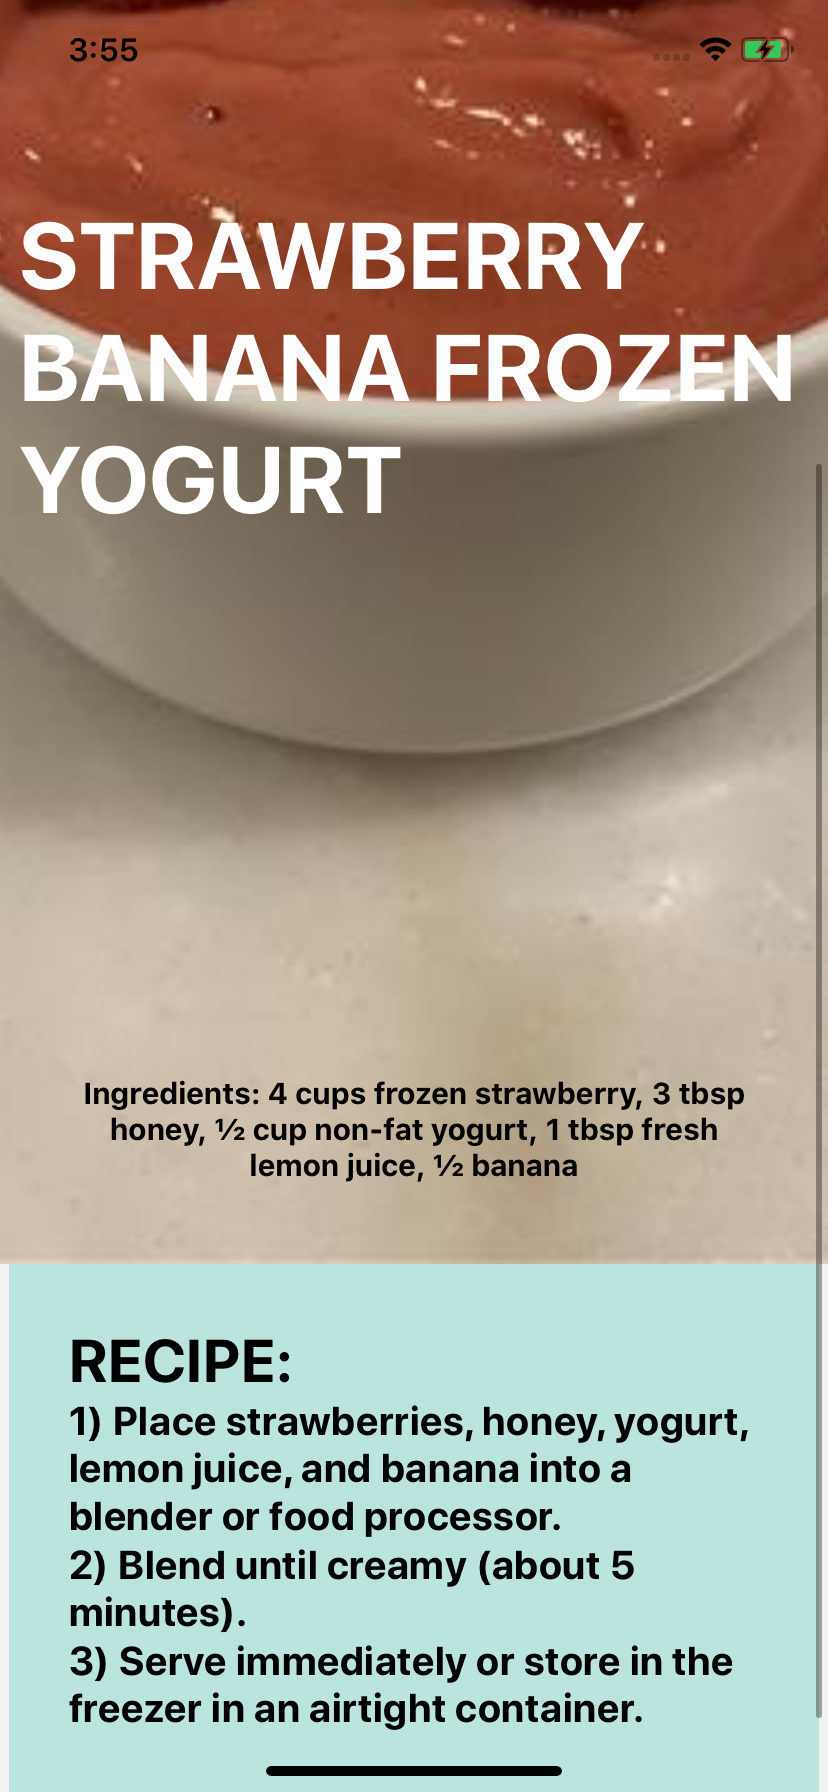 3:55
STRAWBERRY
BANANA FROZEN
YOGURT
Ingredients: 4 cups frozen strawberry, 3 tbsp
honey, ½ cup non-fat yogurt, 1 tbsp fresh
lemon juice, ½ banana
RECIPE:
1) Place strawberries, honey, yogurt,
lemon juice, and banana into a
blender or food processor.
2) Blend until creamy (about 5
minutes).
3) Serve immediately or store in the
freezer in an airtight container.